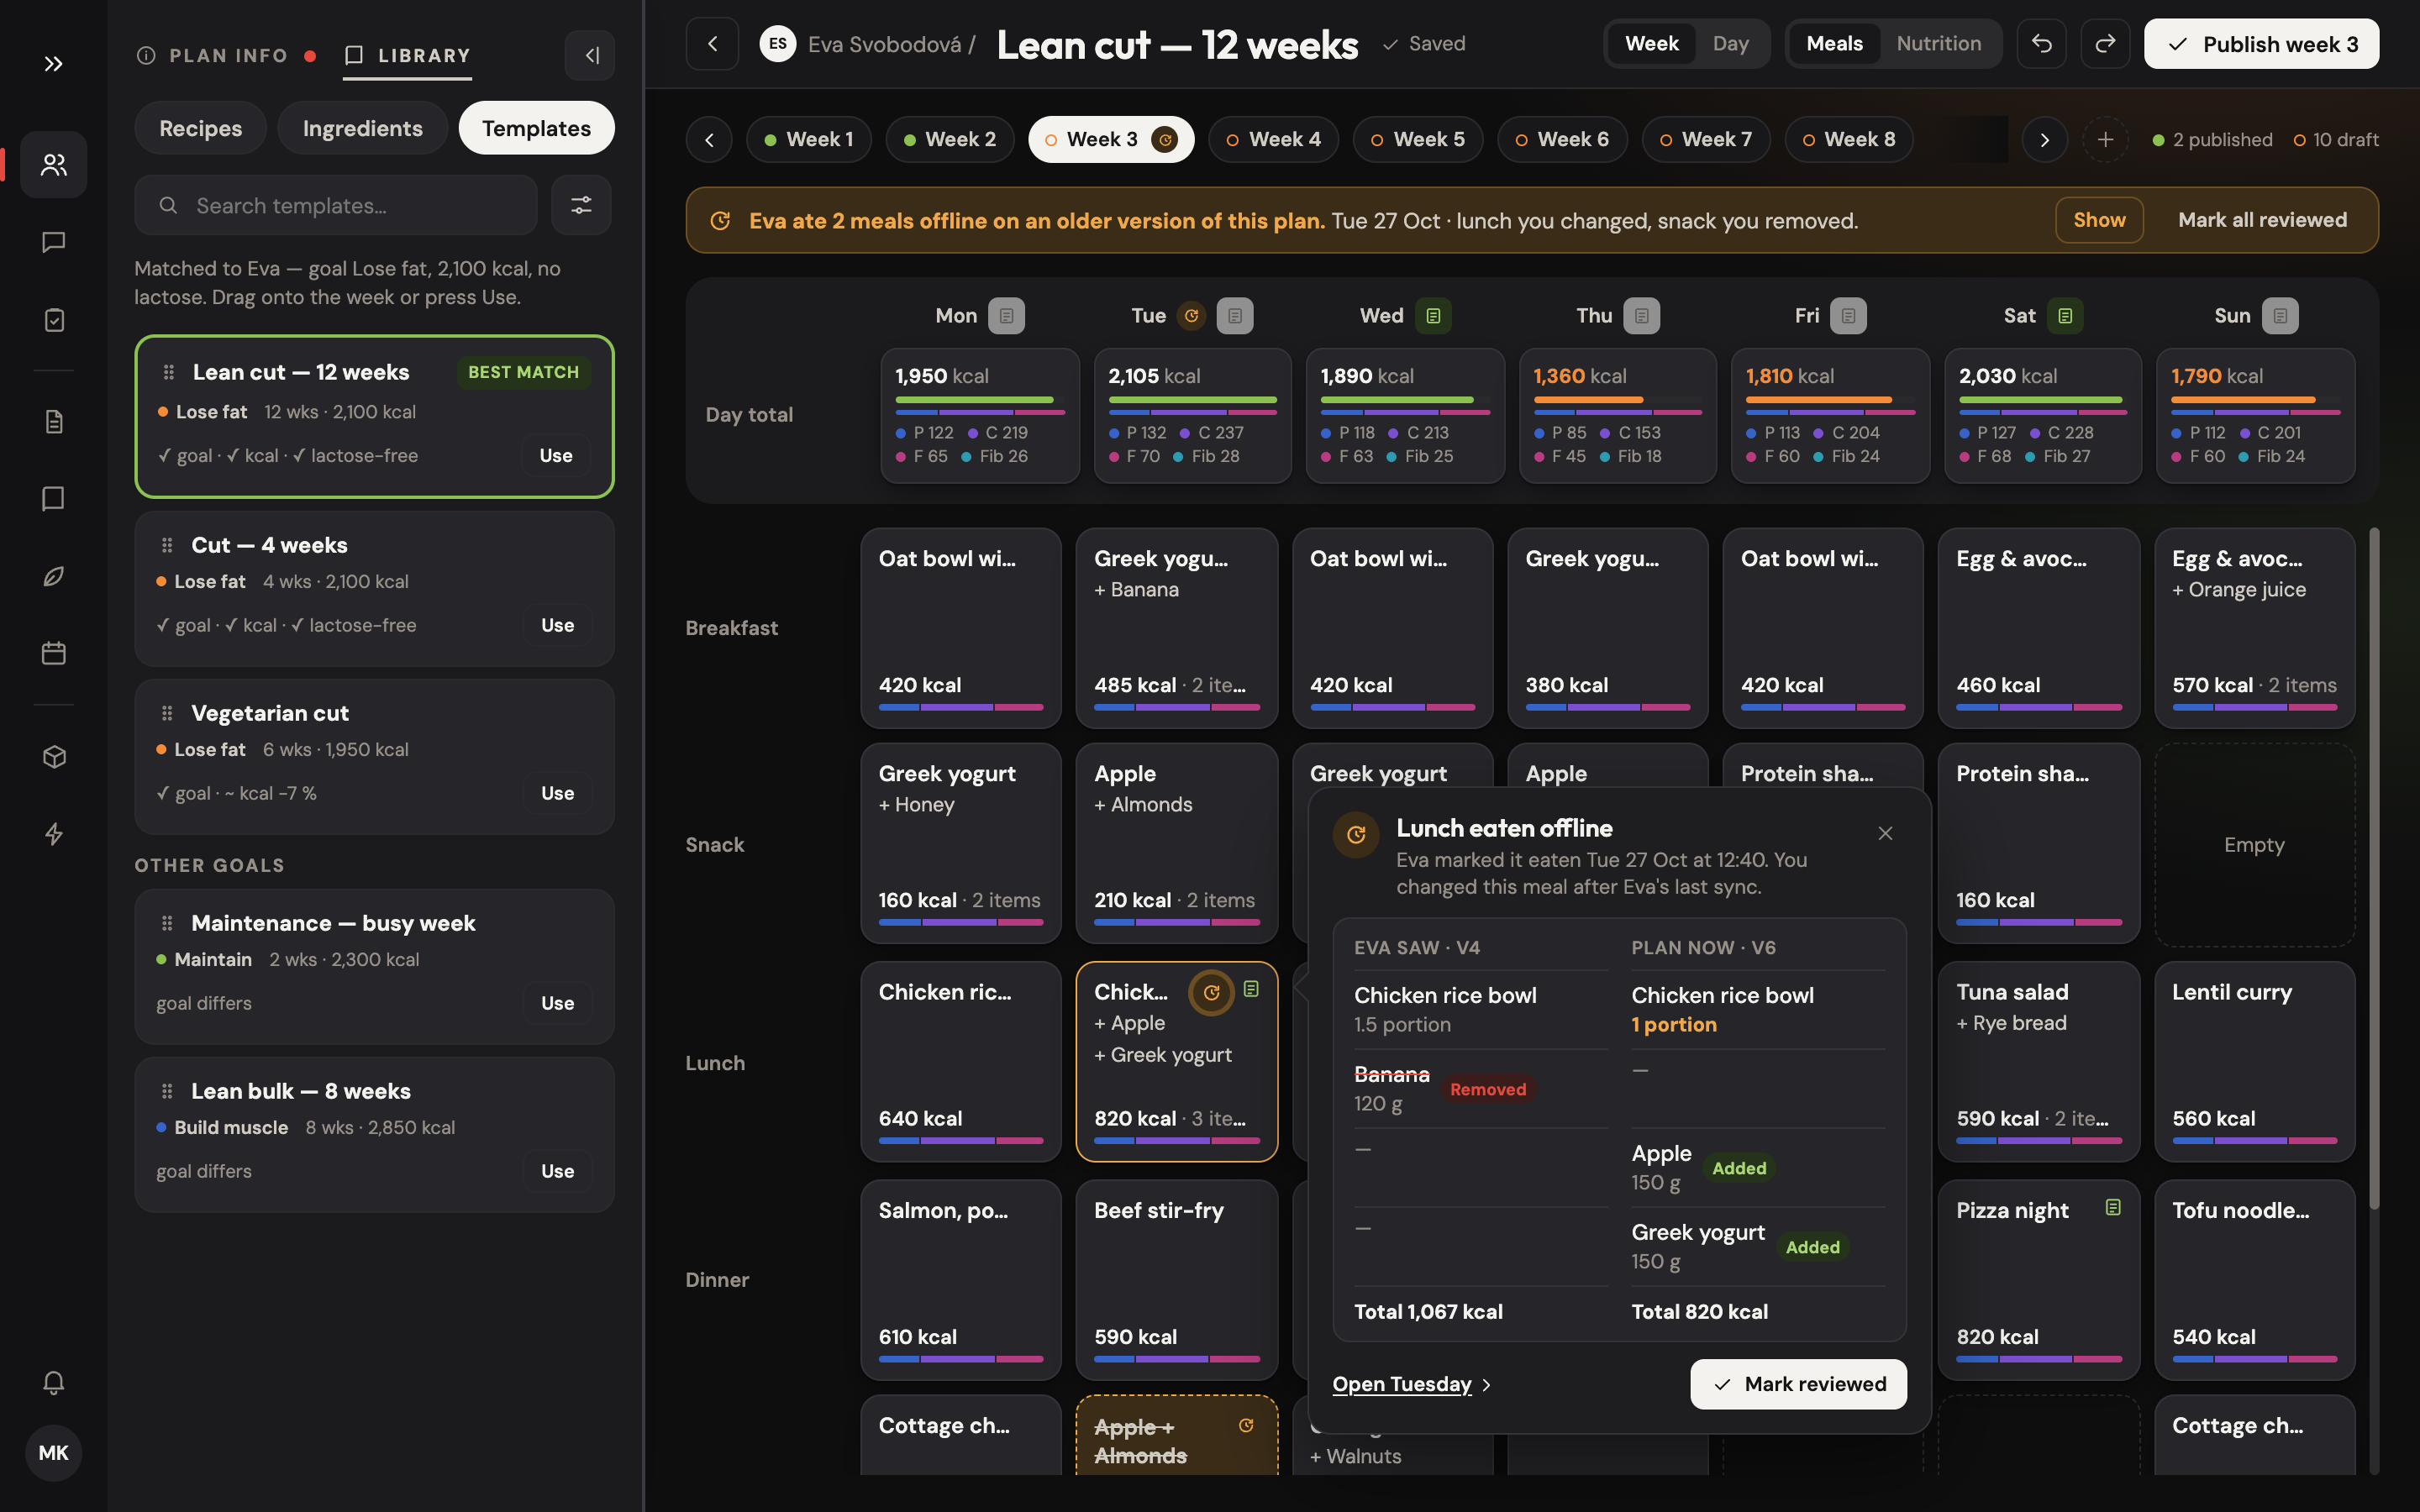 PLAN INFO
LIBRARY
Recipes
Ingredients
Templates
Search templates...
Matched to Eva — goal Lose fat, 2,100 kcal, no
lactose. Drag onto the week or press Use.
Lean cut — 12 weeks
BEST MATCH
Lose fat 12 wks · 2,100 kcal
✓ goal · ✓ kcal · ✓ lactose-free
Use
Cut — 4 weeks
Lose fat 4 wks · 2,100 kcal
✓ goal · ✓ kcal · ✓ lactose-free
Use
Vegetarian cut
Lose fat 6 wks · 1,950 kcal
✓ goal · ~ kcal -7 %
Use
OTHER GOALS
Maintenance — busy week
Maintain 2 wks · 2,300 kcal
goal differs
Use
Lean bulk — 8 weeks
Build muscle 8 wks · 2,850 kcal
goal differs
Use
MK
ES
Eva Svobodová /
Lean cut — 12 weeks
Saved
Week
Day
Meals
Nutrition
Publish week 3
Week 1
Week 2
Week 3
Week 4
Week 5
Week 6
Week 7
Week 8
2 published
10 draft
Eva ate 2 meals offline on an older version of this plan. Tue 27 Oct · lunch you changed, snack you removed.
Show
Mark all reviewed
Mon
Tue
Wed
Thu
Fri
Sat
Sun
Day total
1,950 kcal
P 122 C 219
F 65 Fib 26
2,105 kcal
P 132 C 237
F 70 Fib 28
1,890 kcal
P 118 C 213
F 63 Fib 25
1,360 kcal
P 85 C 153
F 45 Fib 18
1,810 kcal
P 113 C 204
F 60 Fib 24
2,030 kcal
P 127 C 228
F 68 Fib 27
1,790 kcal
P 112 C 201
F 60 Fib 24
Breakfast
Oat bowl wi...
420 kcal
Greek yogu...
+ Banana
485 kcal · 2 ite...
Oat bowl wi...
420 kcal
Greek yogu...
380 kcal
Oat bowl wi...
420 kcal
Egg & avoc...
460 kcal
Egg & avoc...
+ Orange juice
570 kcal · 2 items
Snack
Greek yogurt
+ Honey
160 kcal · 2 items
Apple
+ Almonds
210 kcal · 2 items
Greek yogurt
Apple
Protein sha...
Protein sha...
160 kcal
Empty
Lunch
Chicken ric...
640 kcal
Chick...
+ Apple
+ Greek yogurt
820 kcal · 3 ite...
Tuna salad
+ Rye bread
590 kcal · 2 ite...
Lentil curry
560 kcal
Dinner
Salmon, po...
610 kcal
Beef stir-fry
590 kcal
Pizza night
820 kcal
Tofu noodle...
540 kcal
Cottage ch...
Apple +
Almonds
+ Walnuts
Cottage ch...
Lunch eaten offline
Eva marked it eaten Tue 27 Oct at 12:40. You
changed this meal after Eva's last sync.
EVA SAW · V4
PLAN NOW · V6
Chicken rice bowl
1.5 portion
Chicken rice bowl
1 portion
Banana
120 g
Removed
—
—
Apple
150 g
Added
—
Greek yogurt
150 g
Added
Total 1,067 kcal
Total 820 kcal
Open Tuesday
Mark reviewed